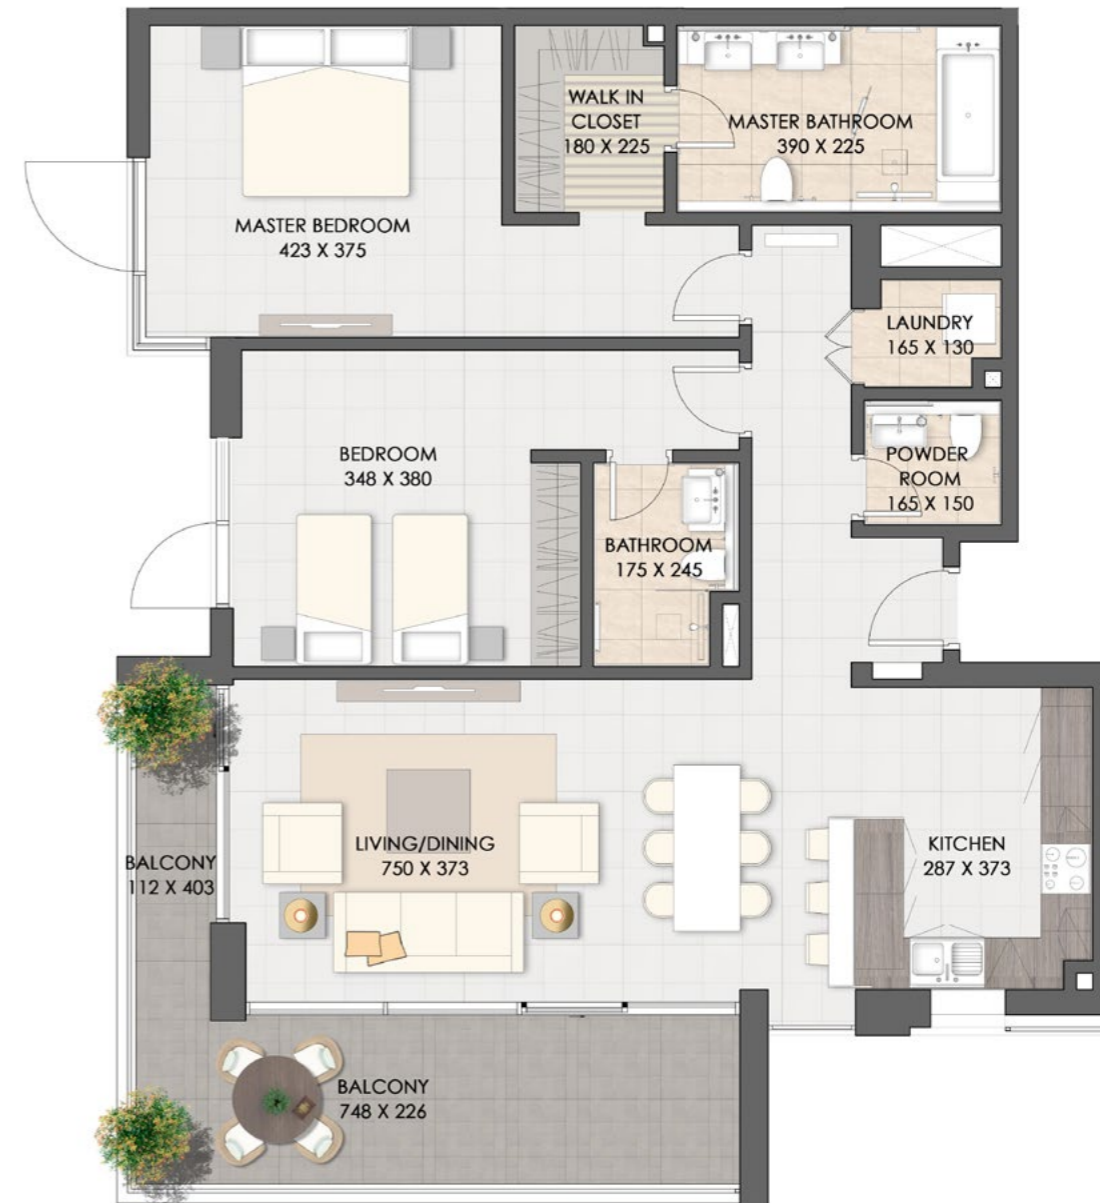 WALK IN
CLOSET
180 X 225
MASTER BATHROOM
390 X 225
MASTER BEDROOM
423 X 375
LAUNDRY
165 X 130
BEDROOM
348 X 380
POWDER
ROOM
165 X 150
BATHROOM
175 X 245
LIVING/DINING
750 X 373
KITCHEN
287 X 373
BALCONY
112 X 403
BALCONY
748 X 226